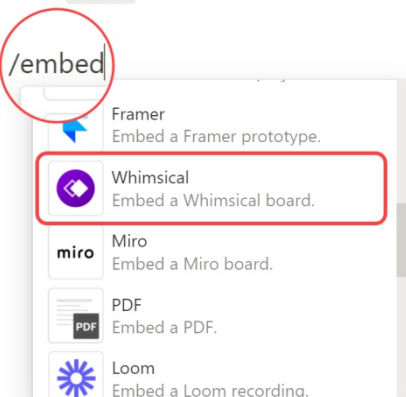 /embed
Framer
Embed a Framer prototype.
Whimsical
Embed a Whimsical board.
miro
Miro
Embed a Miro board.
PDF
PDF
Embed a PDF.
Loom
Embed a Loom recording.